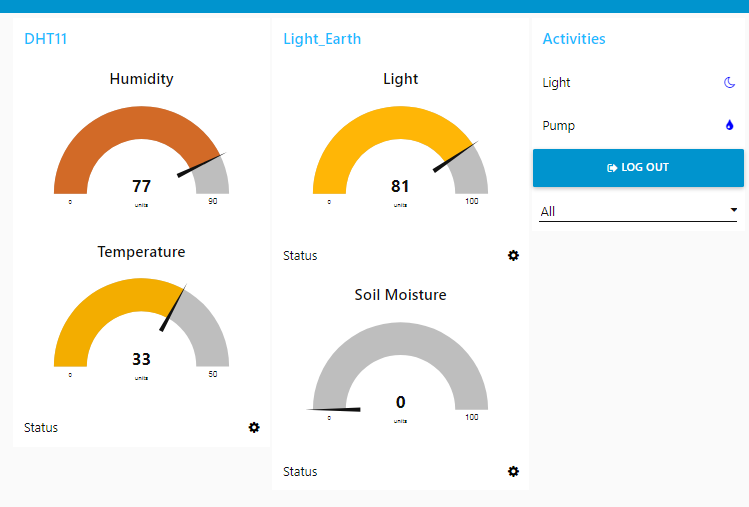 DHT11
Humidity
77
units
0
90
Temperature
33
units
0
50
Status
Light_Earth
Light
81
units
0
100
Status
Soil Moisture
0
units
0
100
Status
Activities
Light
Pump
LOG OUT
All